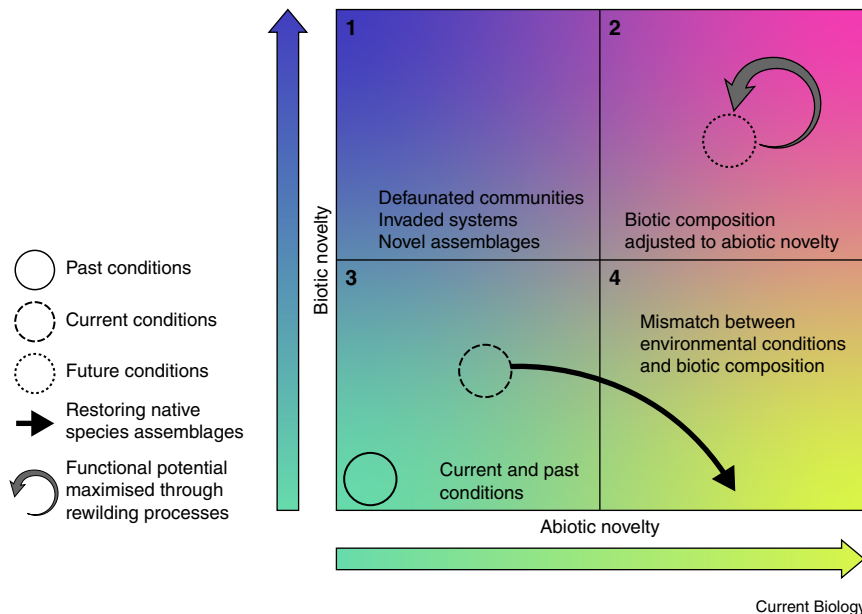 1
2
Defaunated communities
Invaded systems
Novel assemblages
Biotic composition
adjusted to abiotic novelty
3
4
Mismatch between
environmental conditions
and biotic composition
Current and past
conditions
Biotic novelty
Abiotic novelty
Past conditions
Current conditions
Future conditions
Restoring native
species assemblages
Functional potential
maximised through
rewilding processes
Current Biology